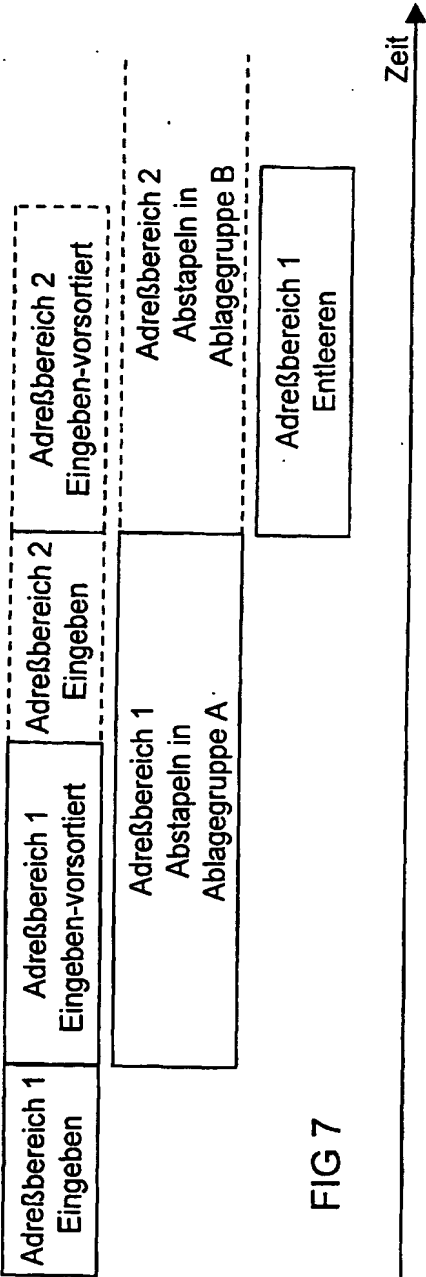 Adreßbereich 1
Eingeben
Adreßbereich 1
Eingeben-vorsortiert
Adreßbereich 2
Eingeben
Adreßbereich 2
Eingeben-vorsortiert
Adreßbereich 1
Abstapeln in
Ablagegruppe A
Adreßbereich 2
Abstapeln in
Ablagegruppe B
Adreßbereich 1
Entleeren
FIG 7
Zeit